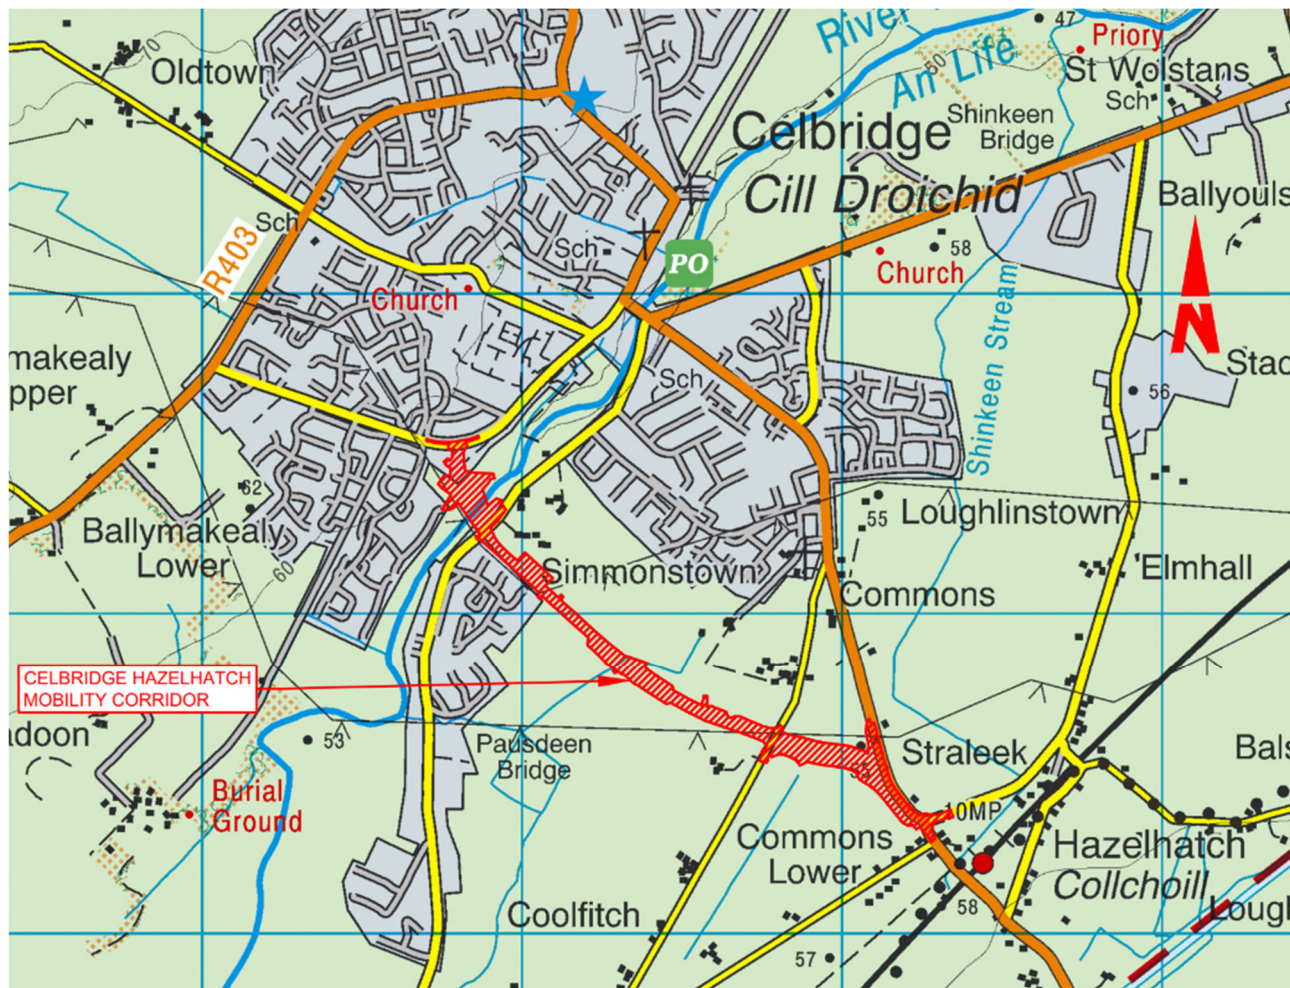 River
An Life
47
Priory
St Wolstans
Sch
70
Oldtown
50
Shinkeen
Bridge
Celbridge
Cill Droichid
Ballyouls
Sch
R403
Sch
PO
58
Church
Church
Shinkeen Stream
N
makealy
pper
Sch
Stac
56
62
55
Loughlinstown
Ballymakealy
Lower
60
Simmonstown
Commons
Elmhall
CELBRIDGE HAZELHATCH
MOBILITY CORRIDOR
adoon
53
Pausdeen
Bridge
Straleek
Bals
Burial
Ground
10MP
Commons
Lower
Hazelhatch
Collchoill
58
Lough
Coolfitch
57